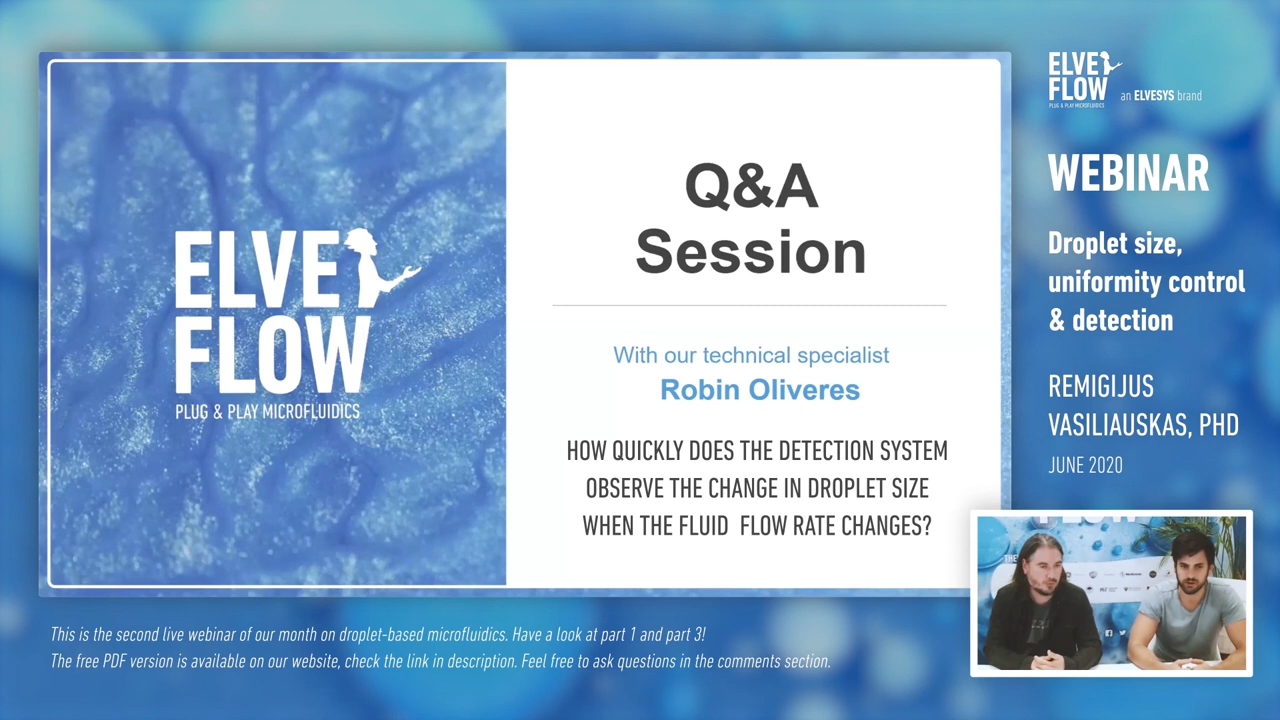 ELVE
FLOW
PLUG & PLAY MICROFLUIDICS
Q&A
Session
With our technical specialist
Robin Oliveres
HOW QUICKLY DOES THE DETECTION SYSTEM
OBSERVE THE CHANGE IN DROPLET SIZE
WHEN THE FLUID FLOW RATE CHANGES?
ELVE
FLOW
PLUG & PLAY MICROFLUIDICS
an ELVESYS brand
WEBINAR
Droplet size,
uniformity control
& detection
REMIGIJUS
VASILIAUSKAS, PHD
JUNE 2020
This is the second live webinar of our month on droplet-based microfluidics. Have a look at part 1 and part 3!
The free PDF version is available on our website, check the link in description. Feel free to ask questions in the comments section.